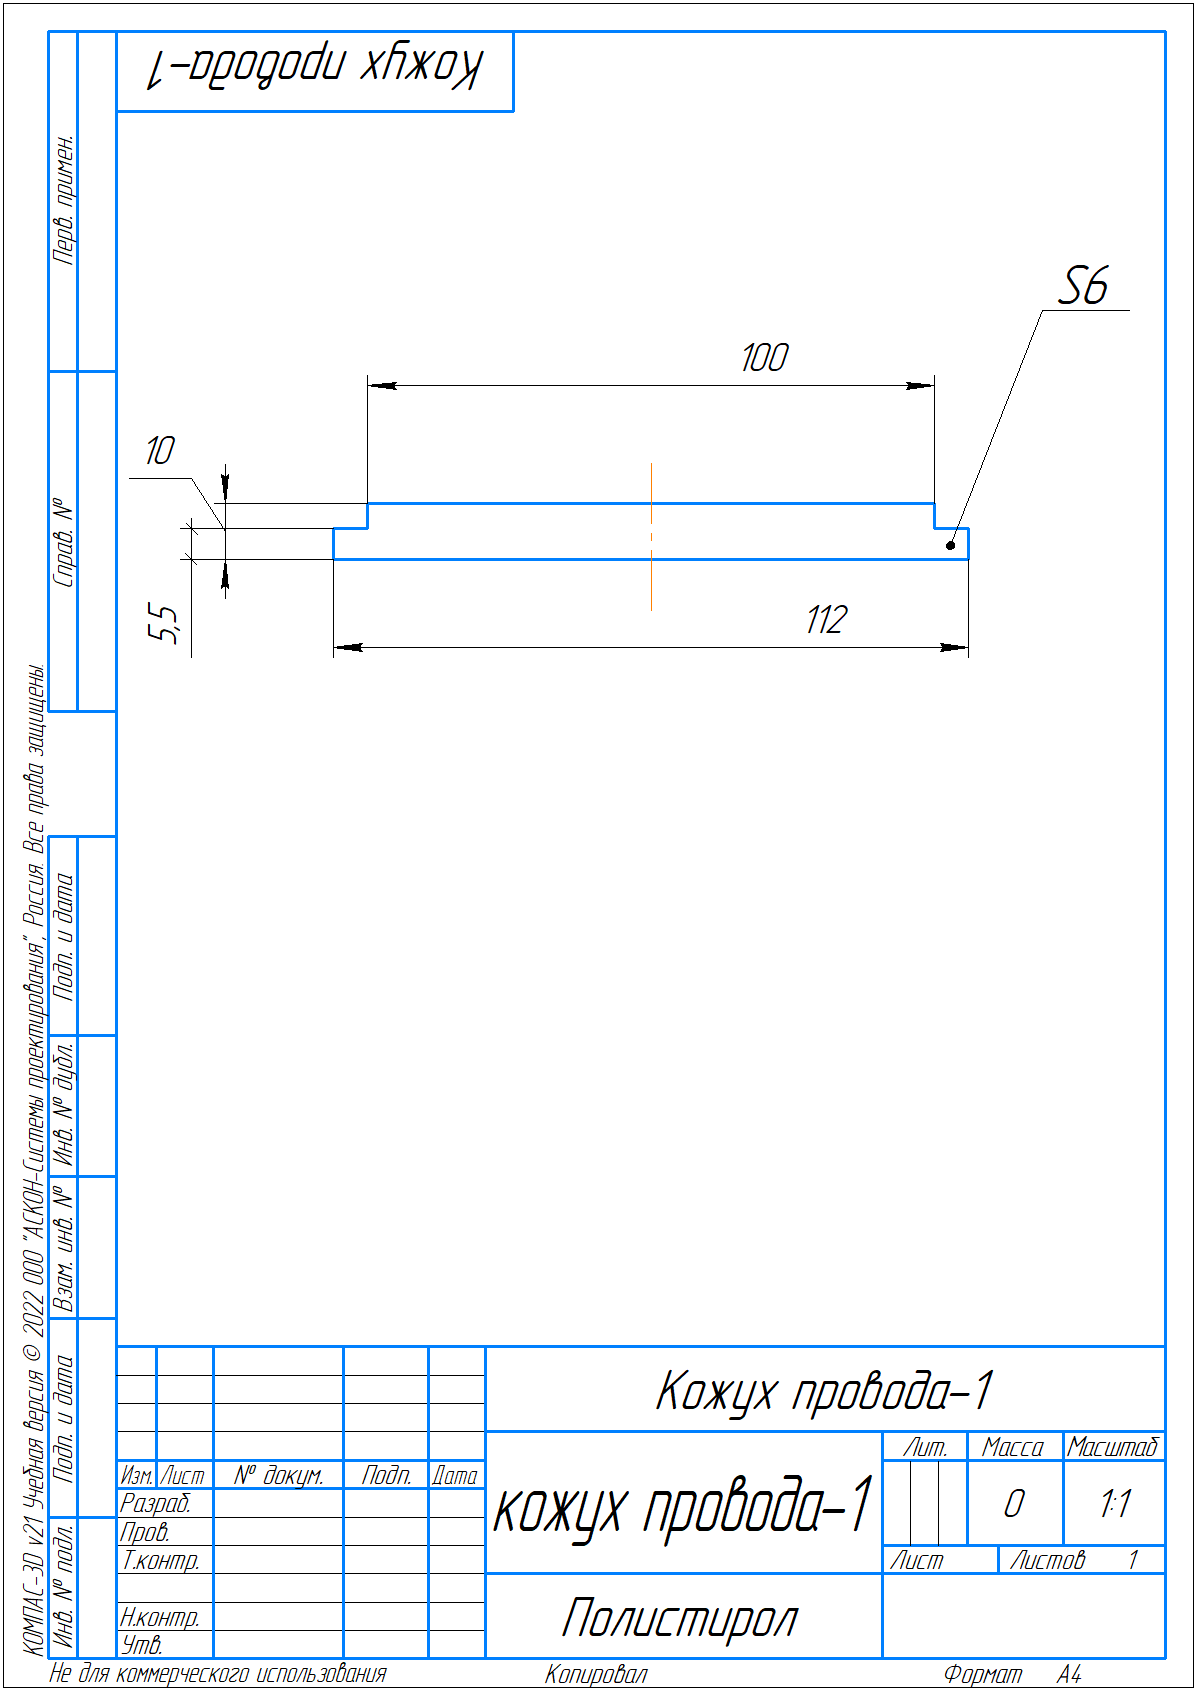 Кожух провода-1
Перв. примен.
Справ. №
S6
100
10
5,5
112
КОМПАС-3D v21 Учебная версия © 2022 ООО "АСКОН-Системы проектирования", Россия. Все права защищены.
Подп. и дата
Инв. № дубл.
Взам. инв. №
Подп. и дата
Инв. № подл.
Кожух провода-1
Изм. Лист № докум. Подп. Дата
Разраб.
Пров.
Т.контр.
Н.контр.
Утв.
кожух провода-1
Лит. Масса Масштаб
0 1:1
Лист Листов 1
Полистирол
Не для коммерческого использования Копировал Формат А4